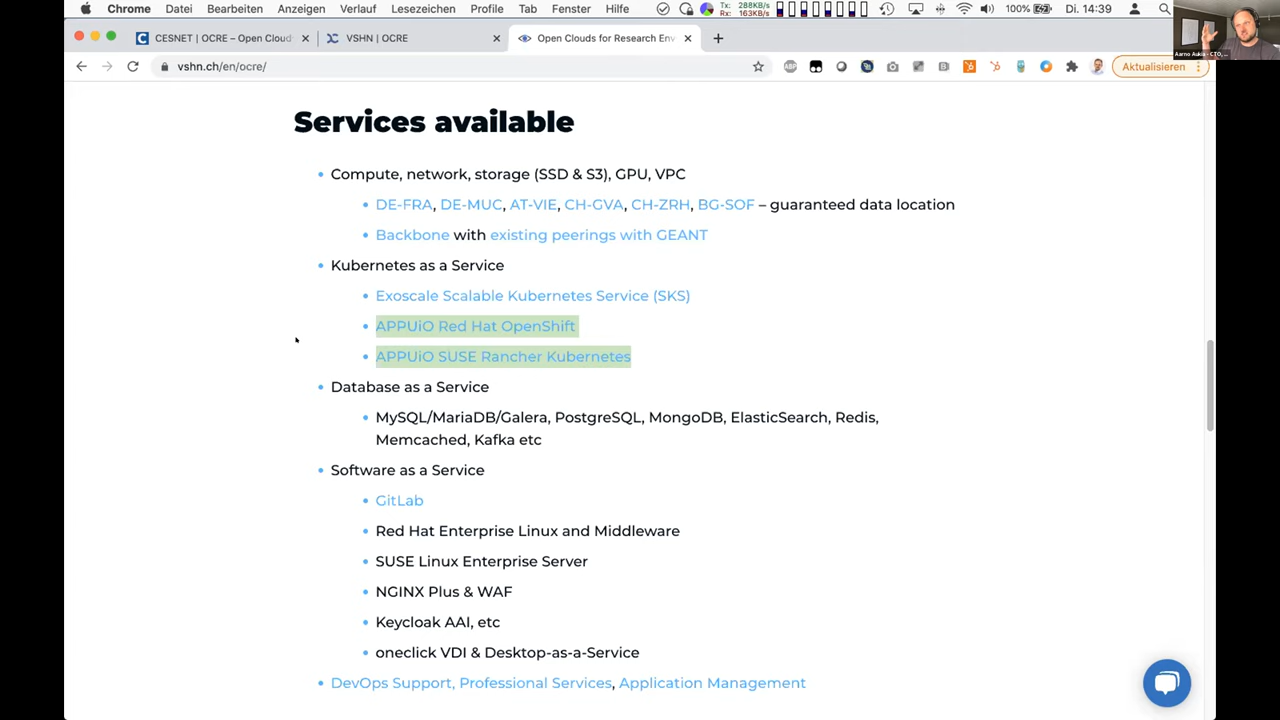 Chrome Datei Bearbeiten Anzeigen Verlauf Lesezeichen Profile Tab Fenster Hilfe Tx: 288KB/s Rx: 163KB/s 100% Di. 14:39
CESNET | OCRE – Open Cloud VSHN | OCRE Open Clouds for Research Env
vshn.ch/en/ocre/ ABP Aktualisieren
Services available
Compute, network, storage (SSD & S3), GPU, VPC
DE-FRA, DE-MUC, AT-VIE, CH-GVA, CH-ZRH, BG-SOF – guaranteed data location
Backbone with existing peerings with GEANT
Kubernetes as a Service
Exoscale Scalable Kubernetes Service (SKS)
APPUiO Red Hat OpenShift
APPUiO SUSE Rancher Kubernetes
Database as a Service
MySQL/MariaDB/Galera, PostgreSQL, MongoDB, ElasticSearch, Redis,
Memcached, Kafka etc
Software as a Service
GitLab
Red Hat Enterprise Linux and Middleware
SUSE Linux Enterprise Server
NGINX Plus & WAF
Keycloak AAI, etc
oneclick VDI & Desktop-as-a-Service
DevOps Support, Professional Services, Application Management